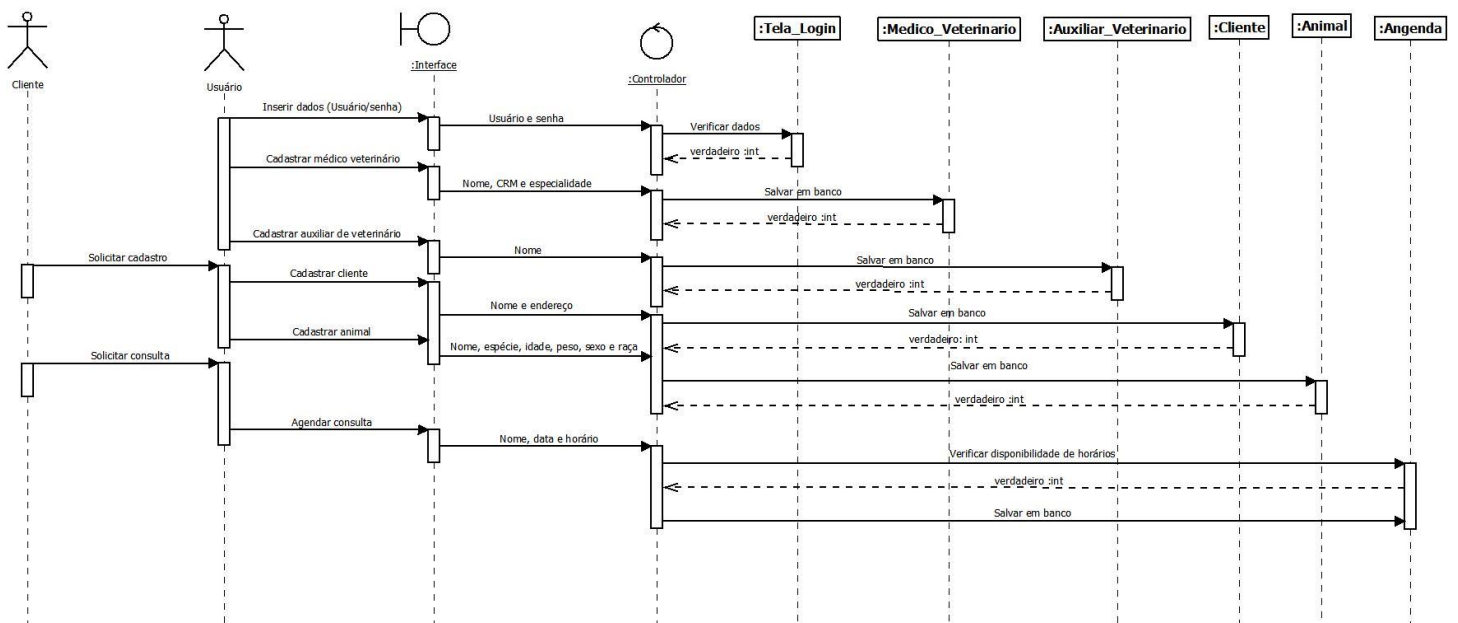 Cliente
Usuário
:Interface
:Controlador
:Tela_Login
:Medico_Veterinario
:Auxiliar_Veterinario
:Cliente
:Animal
:Angenda
Inserir dados (Usuário/senha)
Usuário e senha
Verificar dados
verdadeiro :int
Cadastrar médico veterinário
Nome, CRM e especialidade
Salvar em banco
verdadeiro :int
Cadastrar auxiliar de veterinário
Nome
Salvar em banco
verdadeiro :int
Solicitar cadastro
Cadastrar cliente
Nome e endereço
Salvar em banco
verdadeiro: int
Cadastrar animal
Nome, espécie, idade, peso, sexo e raça
Salvar em banco
verdadeiro :int
Solicitar consulta
Agendar consulta
Nome, data e horário
Verificar disponibilidade de horários
verdadeiro :int
Salvar em banco